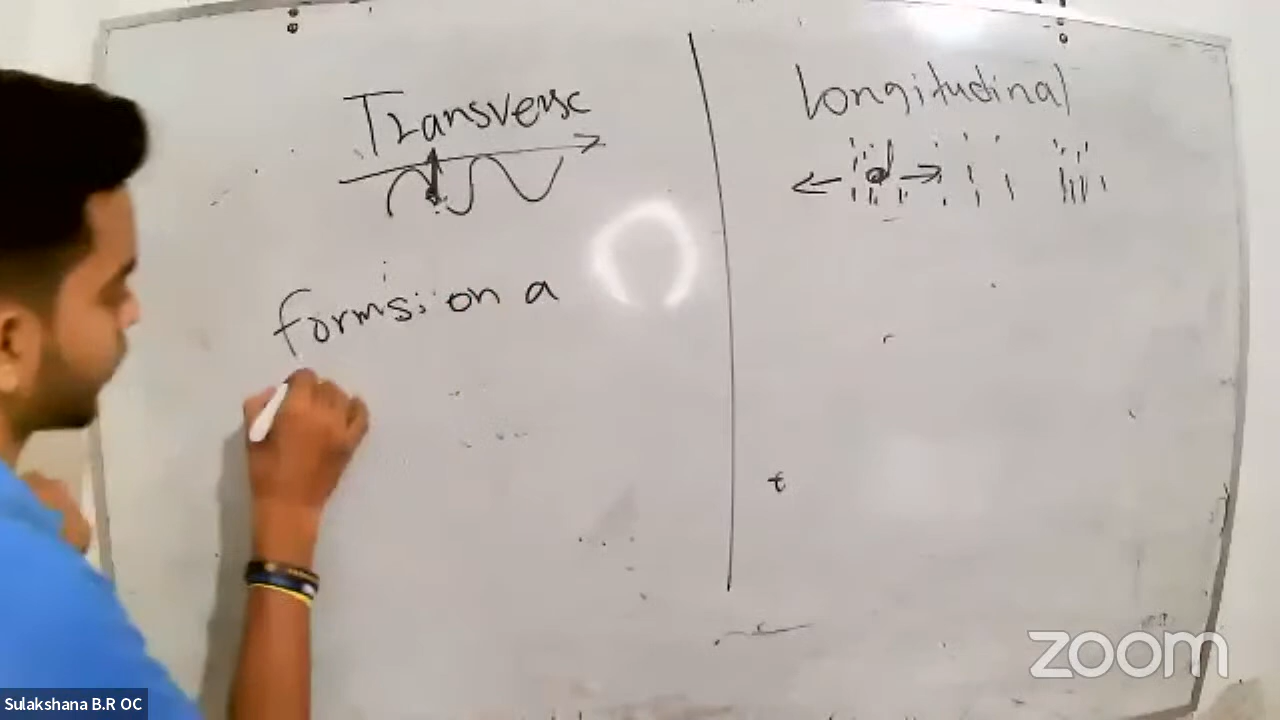 Transverse
longitudinal
forms: on a
zoom
Sulakshana B.R OC